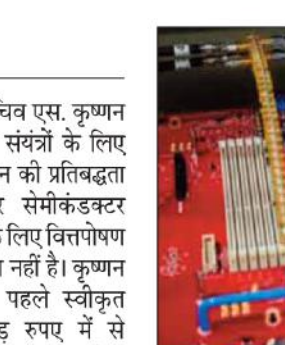 एस. कृष्णन
संयंत्रों के लिए
की प्रतिबद्धता
सेमीकंडक्टर
लिए वित्तपोषण
नहीं है। कृष्णन
पहले स्वीकृत
रुपए में से